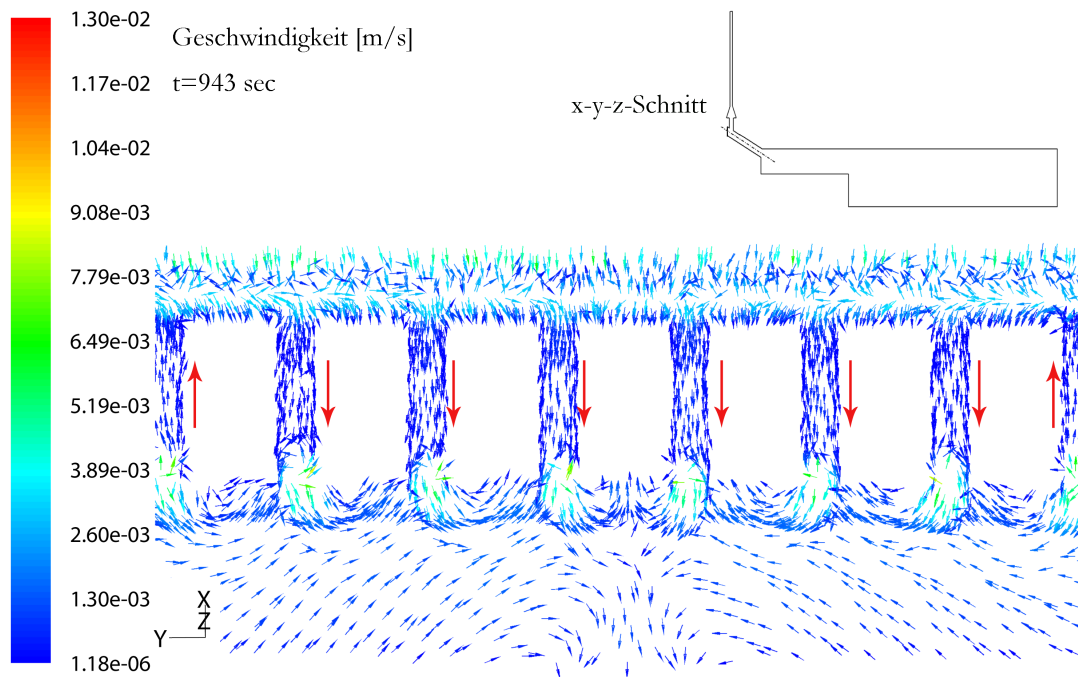 1.30e-02
Geschwindigkeit [m/s]
1.17e-02
t=943 sec
x-y-z-Schnitt
1.04e-02
9.08e-03
7.79e-03
6.49e-03
5.19e-03
3.89e-03
2.60e-03
1.30e-03
X
Z
Y
1.18e-06